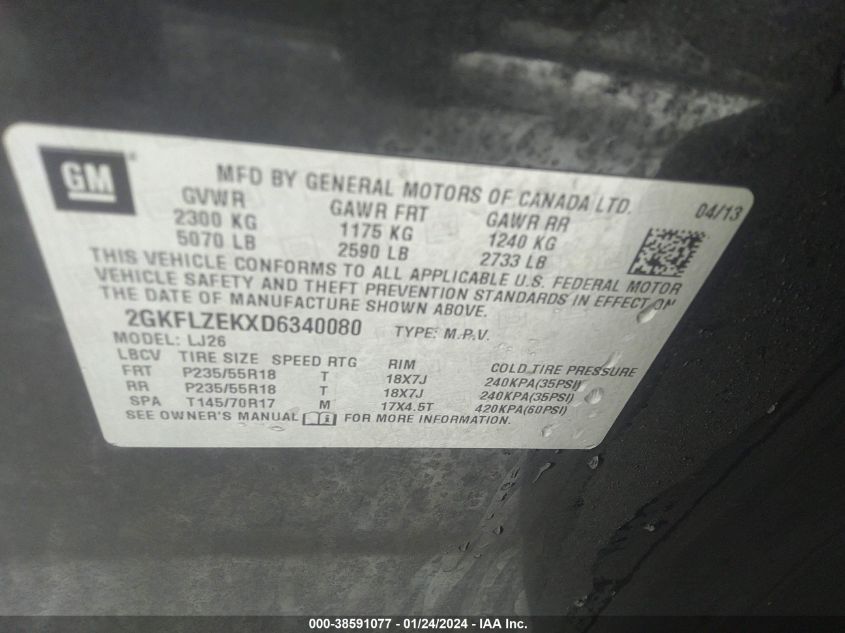 GM
MFD BY GENERAL MOTORS OF CANADA LTD. 04/13
GVWR GAWR FRT GAWR RR
2300 KG 1175 KG 1240 KG
5070 LB 2590 LB 2733 LB
THIS VEHICLE CONFORMS TO ALL APPLICABLE U.S. FEDERAL MOTOR
VEHICLE SAFETY AND THEFT PREVENTION STANDARDS IN EFFECT ON
THE DATE OF MANUFACTURE SHOWN ABOVE.
2GKFLZEKXD6340080 TYPE: M.P.V.
MODEL: LJ26
LBCV TIRE SIZE SPEED RTG RIM COLD TIRE PRESSURE
FRT P235/55R18 T 18X7J 240KPA(35PSI)
RR P235/55R18 T 18X7J 240KPA(35PSI)
SPA T145/70R17 M 17X4.5T 420KPA(60PSI)
SEE OWNER'S MANUAL FOR MORE INFORMATION.
000-38591077 - 01/24/2024 - IAA Inc.